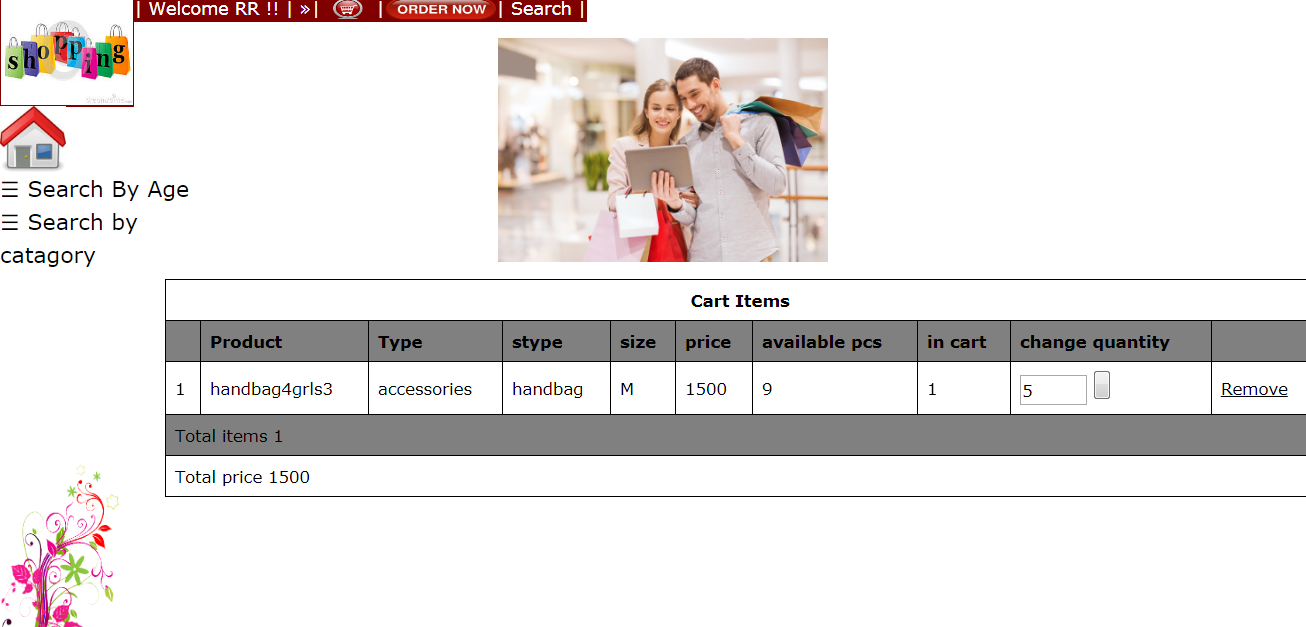 | Welcome RR !! | »| | ORDER NOW | Search |
shopping
☰ Search By Age
☰ Search by
catagory
Cart Items
Product Type stype size price available pcs in cart change quantity
1 handbag4grls3 accessories handbag M 1500 9 1 5 Remove
Total items 1
Total price 1500